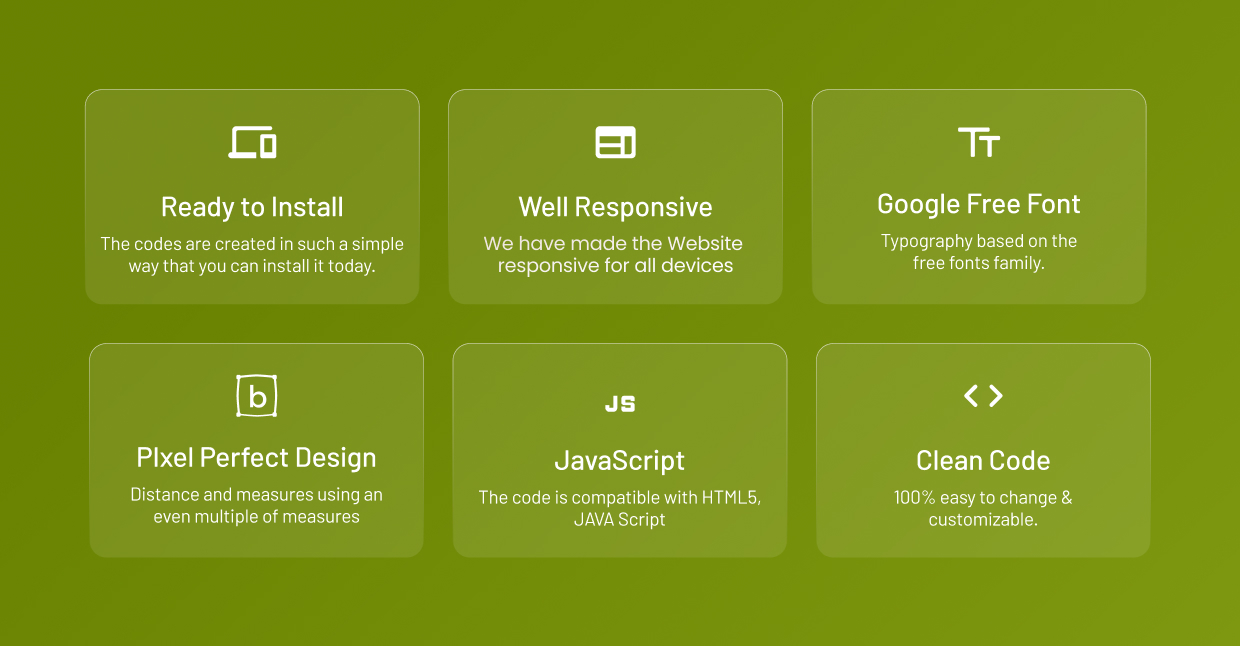 Ready to Install
The codes are created in such a simple
way that you can install it today.
Well Responsive
We have made the Website
responsive for all devices
Tт
Google Free Font
Typography based on the
free fonts family.
b
PIxel Perfect Design
Distance and measures using an
even multiple of measures
JS
JavaScript
The code is compatible with HTML5,
JAVA Script
< >
Clean Code
100% easy to change &
customizable.